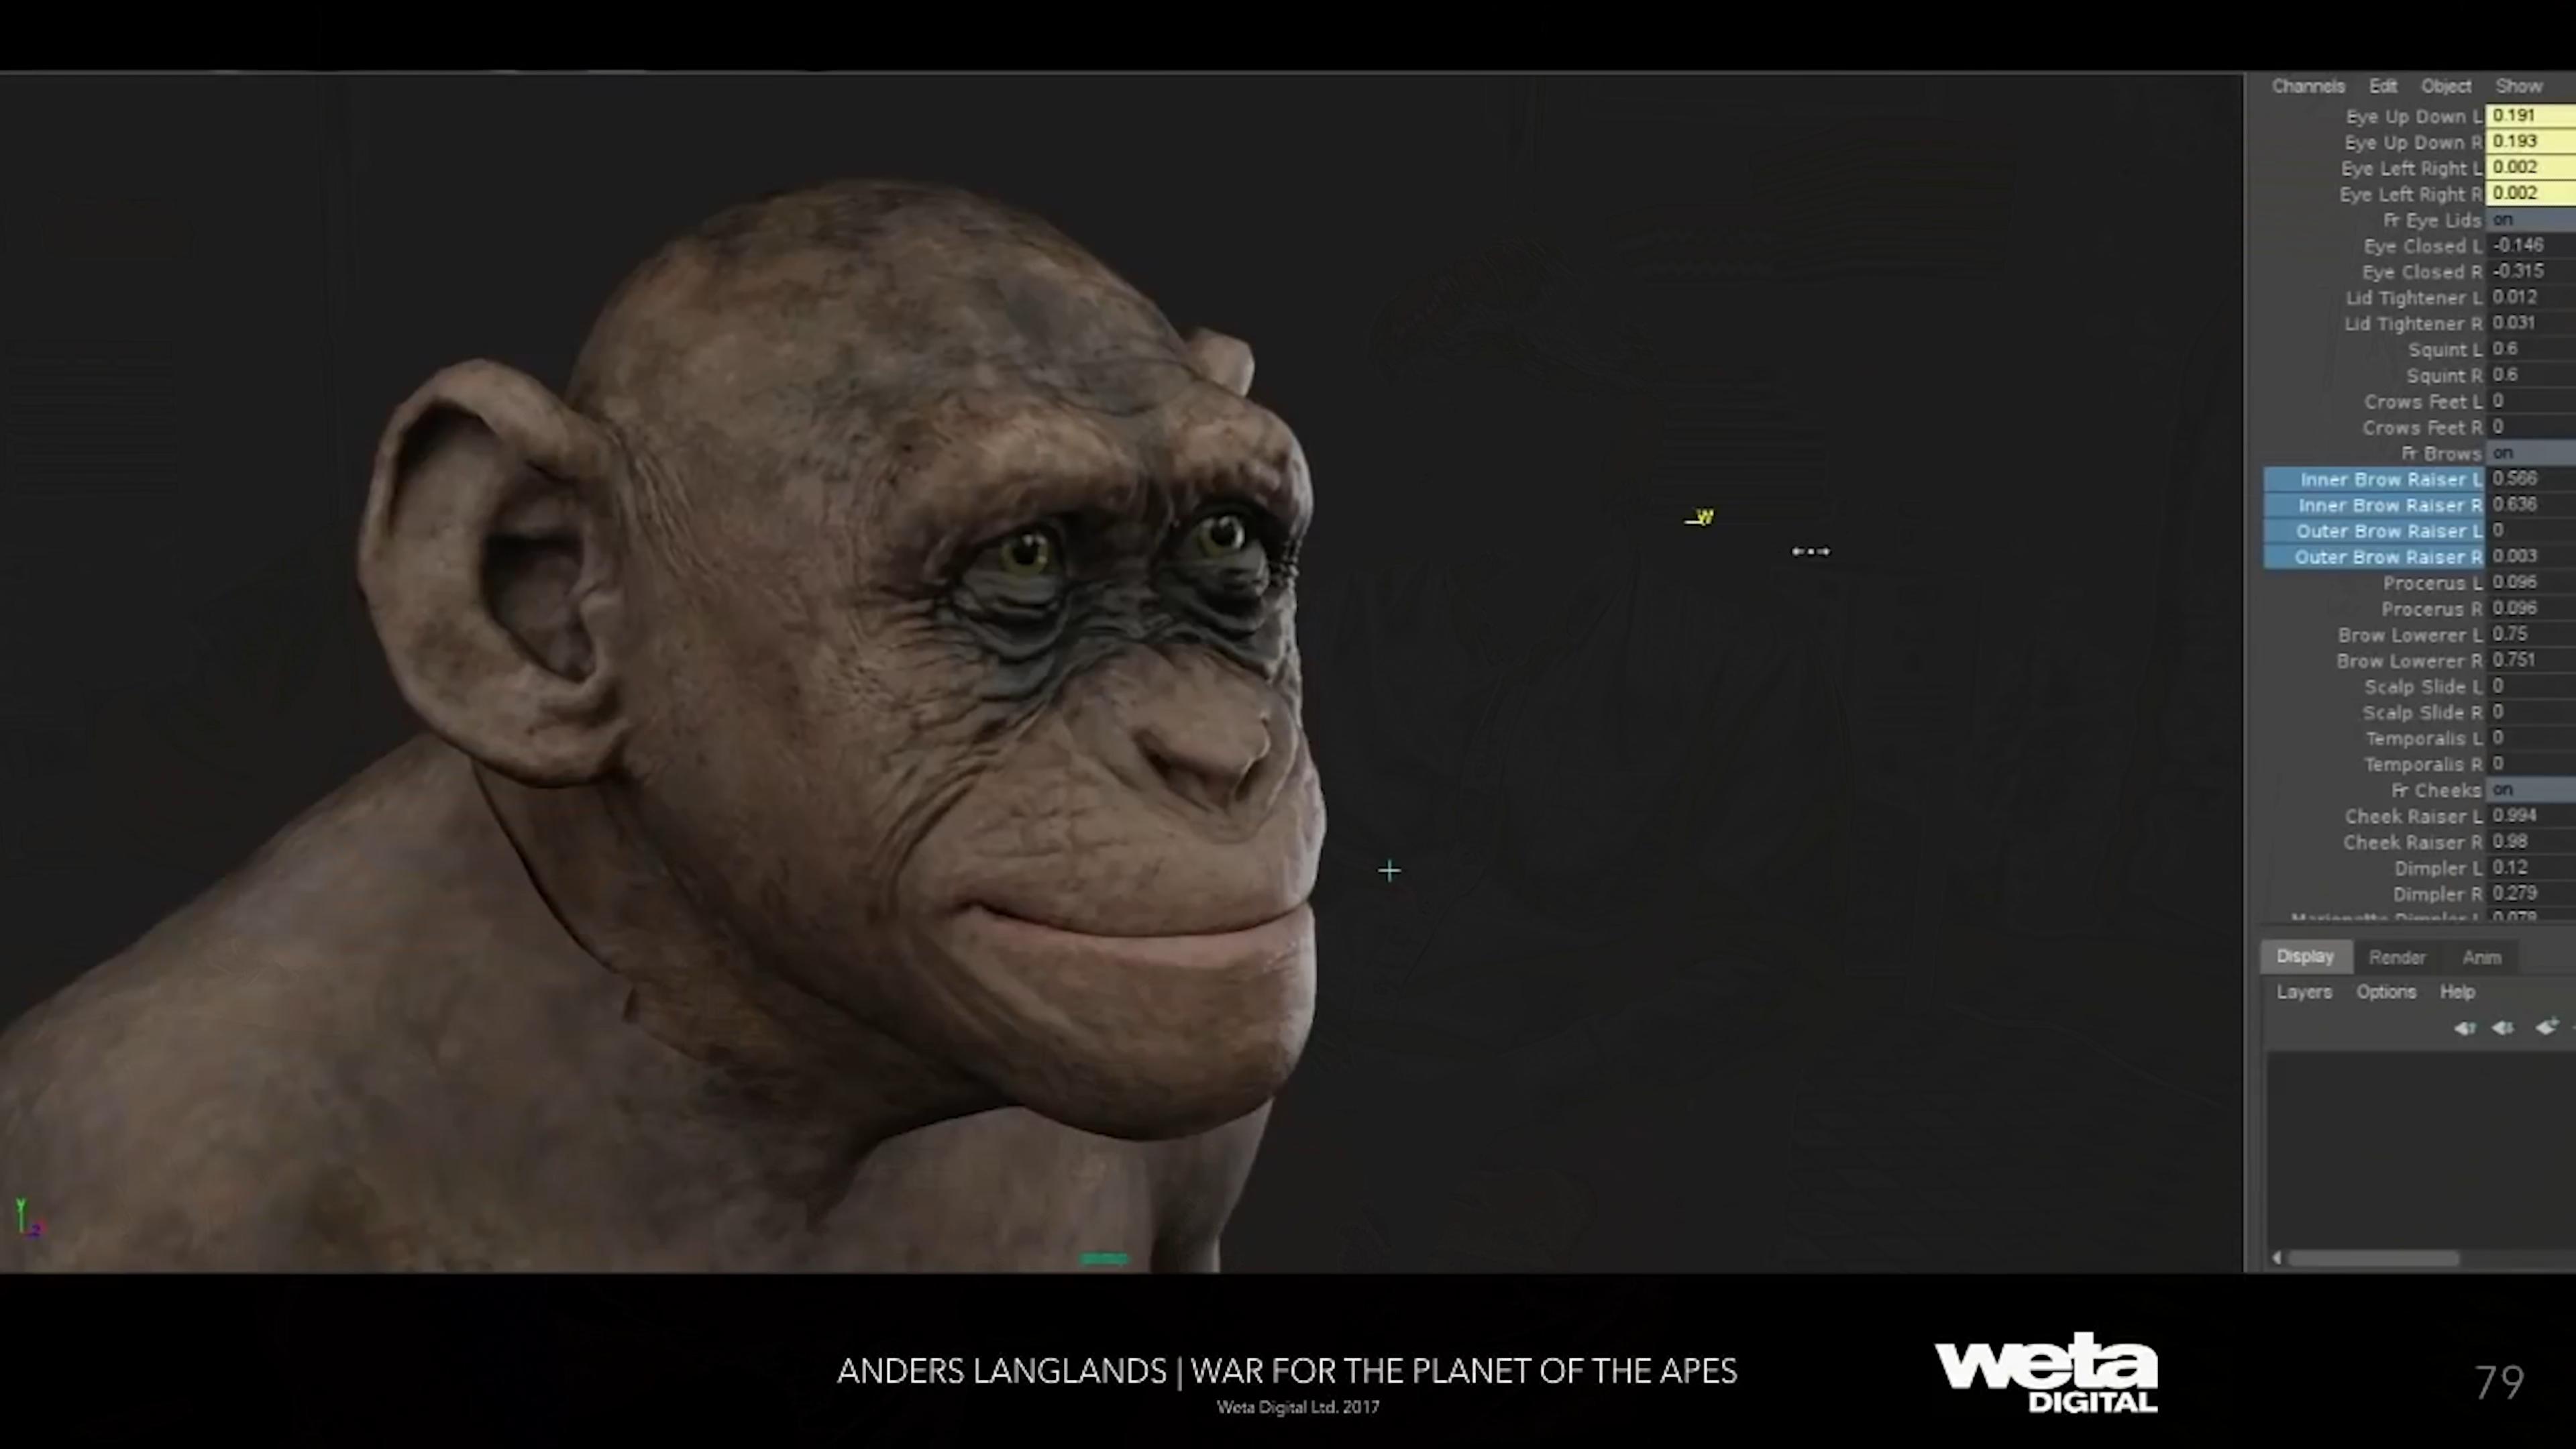 Channels Edit Object Show
Eye Up Down L 0.191
Eye Up Down R 0.193
Eye Left Right L 0.002
Eye Left Right R 0.002
Fr Eye Lids on
Eye Closed L -0.146
Eye Closed R -0.315
Lid Tightener L 0.012
Lid Tightener R 0.031
Squint L 0.6
Squint R 0.6
Crows Feet L 0
Crows Feet R 0
Fr Brows on
Inner Brow Raiser L 0.566
Inner Brow Raiser R 0.636
Outer Brow Raiser L 0
Outer Brow Raiser R 0.003
Procerus L 0.096
Procerus R 0.096
Brow Lowerer L 0.75
Brow Lowerer R 0.751
Scalp Slide L 0
Scalp Slide R 0
Temporalis L 0
Temporalis R 0
Fr Cheeks on
Cheek Raiser L 0.994
Cheek Raiser R 0.98
Dimpler L 0.12
Dimpler R 0.279
Display Render Anim
Layers Options Help
W
Y
Z
ANDERS LANGLANDS | WAR FOR THE PLANET OF THE APES
Weta Digital Ltd. 2017
weta
DIGITAL
79